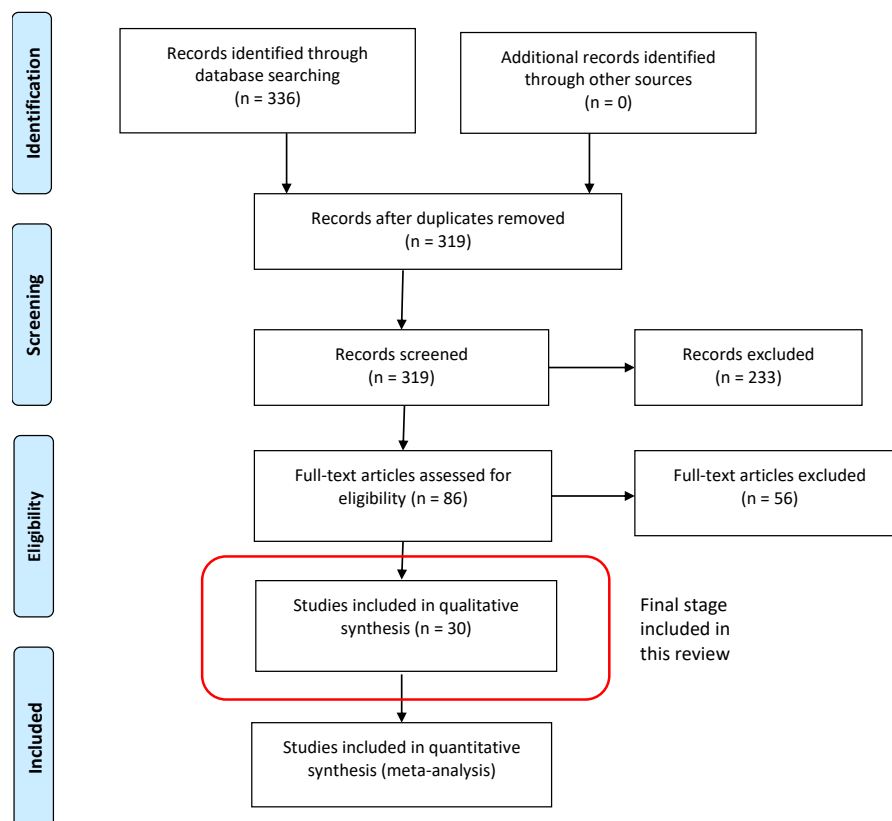 Identification
Records identified through
database searching
(n = 336)
Additional records identified
through other sources
(n = 0)
Records after duplicates removed
(n = 319)
Screening
Records screened
(n = 319)
Records excluded
(n = 233)
Eligibility
Full-text articles assessed for
eligibility (n = 86)
Full-text articles excluded
(n = 56)
Studies included in qualitative
synthesis (n = 30)
Final stage
included in
this review
Included
Studies included in quantitative
synthesis (meta-analysis)